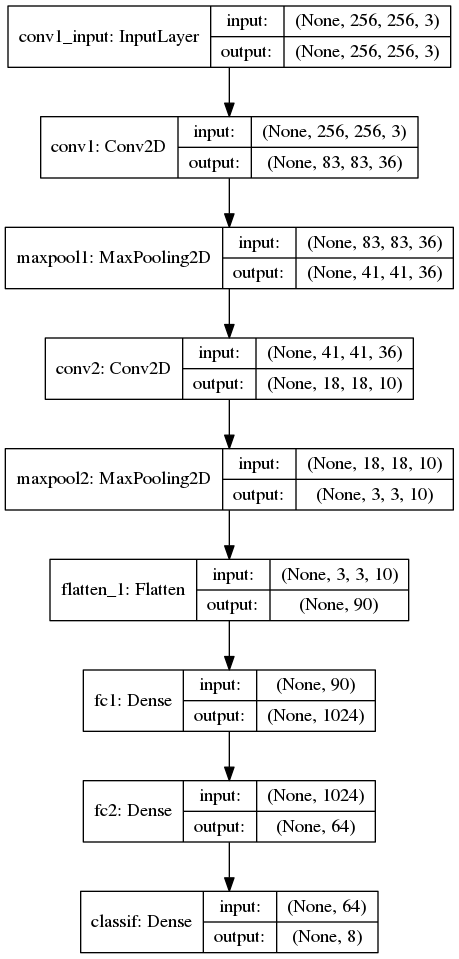 conv1_input: InputLayer
input: (None, 256, 256, 3)
output: (None, 256, 256, 3)
conv1: Conv2D
input: (None, 256, 256, 3)
output: (None, 83, 83, 36)
maxpool1: MaxPooling2D
input: (None, 83, 83, 36)
output: (None, 41, 41, 36)
conv2: Conv2D
input: (None, 41, 41, 36)
output: (None, 18, 18, 10)
maxpool2: MaxPooling2D
input: (None, 18, 18, 10)
output: (None, 3, 3, 10)
flatten_1: Flatten
input: (None, 3, 3, 10)
output: (None, 90)
fc1: Dense
input: (None, 90)
output: (None, 1024)
fc2: Dense
input: (None, 1024)
output: (None, 64)
classif: Dense
input: (None, 64)
output: (None, 8)